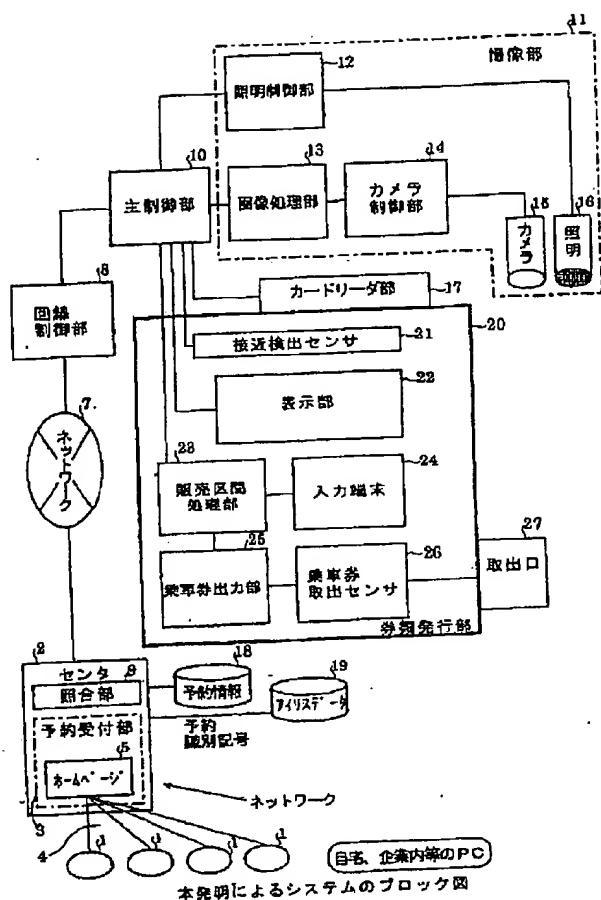 11
撮像部
12
照明制御部
10
主制御部
13
画像処理部
14
カメラ
制御部
15
カメラ
16
照明
8
回線
制御部
カードリーダ部
17
20
接近検出センサ
21
7
ネットワーク
表示部
22
23
販売区間
処理部
24
入力端末
25
乗車券出力部
26
乗車券
取出センサ
27
取出口
券類発行部
2
センタ
9
照合部
18
予約情報
19
アイリスデータ
予約受付部
予約
識別記号
5
ホームページ
ネットワーク
3
4
1
1
1
1
自宅、企業内等のPC
本発明によるシステムのブロック図